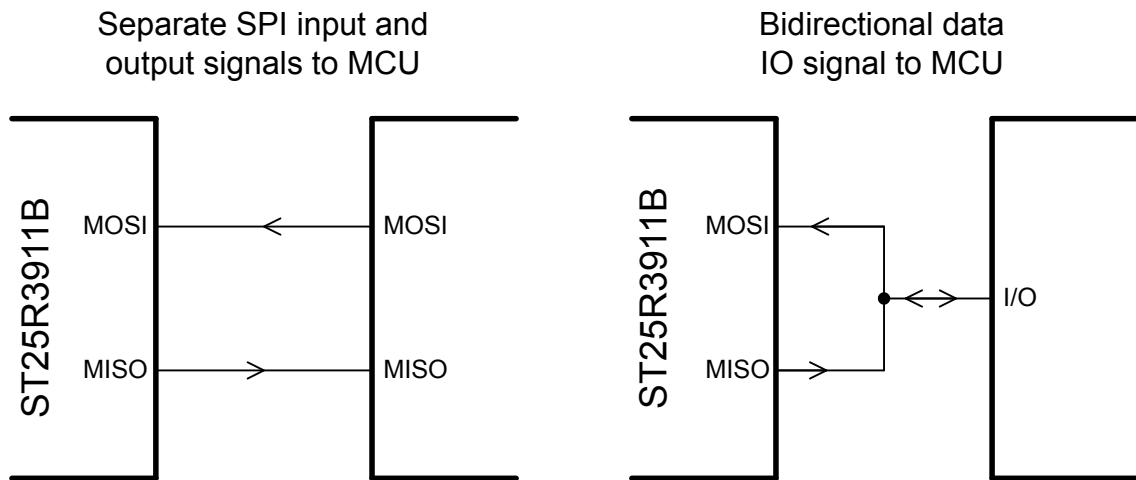 Separate SPI input and
output signals to MCU
Bidirectional data
IO signal to MCU
ST25R3911B
MOSI
MOSI
MISO
MISO
ST25R3911B
MOSI
I/O
MISO